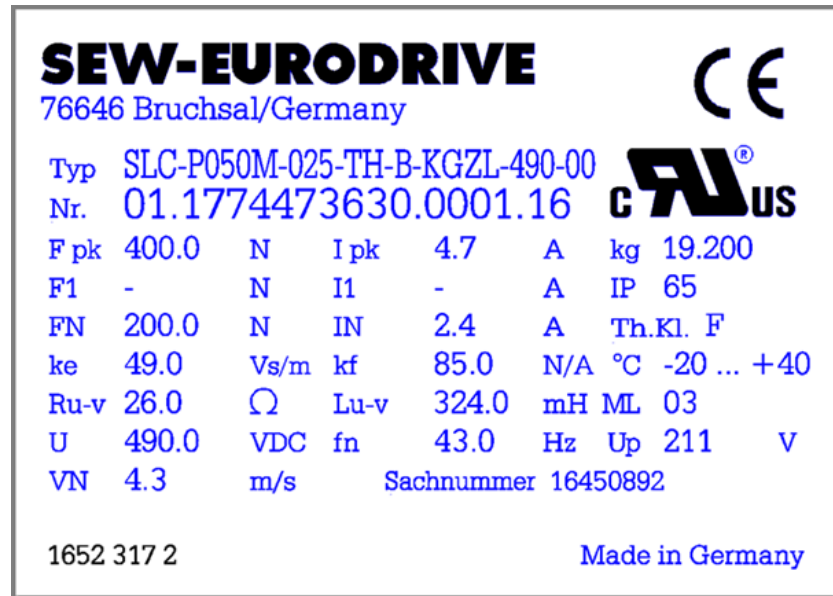 SEW-EURODRIVE CE
76646 Bruchsal/Germany
Typ SLC-P050M-025-TH-B-KGZL-490-00
Nr. 01.1774473630.0001.16 C RU® US
F pk 400.0 N I pk 4.7 A kg 19.200
F1 - N I1 - A IP 65
FN 200.0 N IN 2.4 A Th.Kl. F
ke 49.0 Vs/m kf 85.0 N/A °C -20 ... +40
Ru-v 26.0 Ω Lu-v 324.0 mH ML 03
U 490.0 VDC fn 43.0 Hz Up 211 V
VN 4.3 m/s Sachnummer 16450892
1652 317 2 Made in Germany